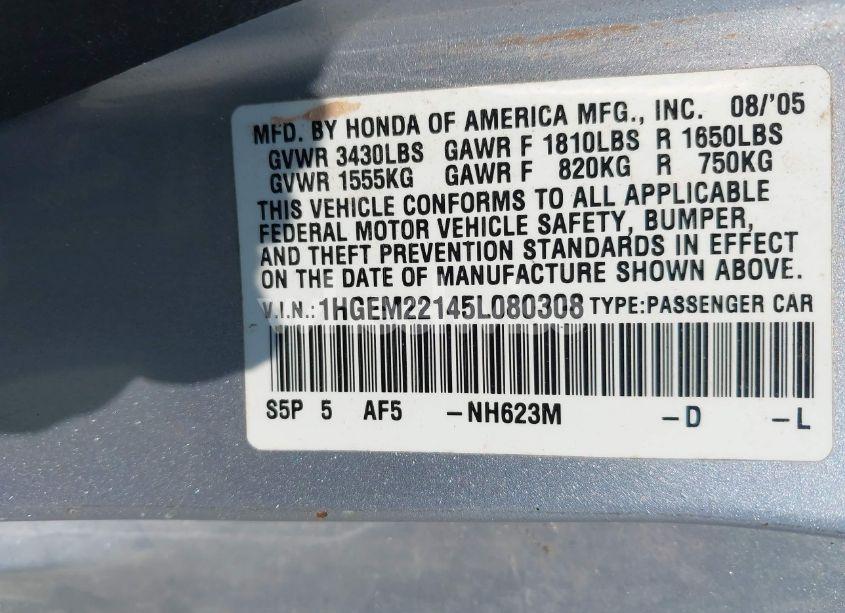 MFD. BY HONDA OF AMERICA MFG., INC. 08/'05
GVWR 3430LBS GAWR F 1810LBS R 1650LBS
GVWR 1555KG GAWR F 820KG R 750KG
THIS VEHICLE CONFORMS TO ALL APPLICABLE
FEDERAL MOTOR VEHICLE SAFETY, BUMPER,
AND THEFT PREVENTION STANDARDS IN EFFECT
ON THE DATE OF MANUFACTURE SHOWN ABOVE.
V.I.N.: 1HGEM22145L080308 TYPE:PASSENGER CAR
S5P 5 AF5 -NH623M -D -L